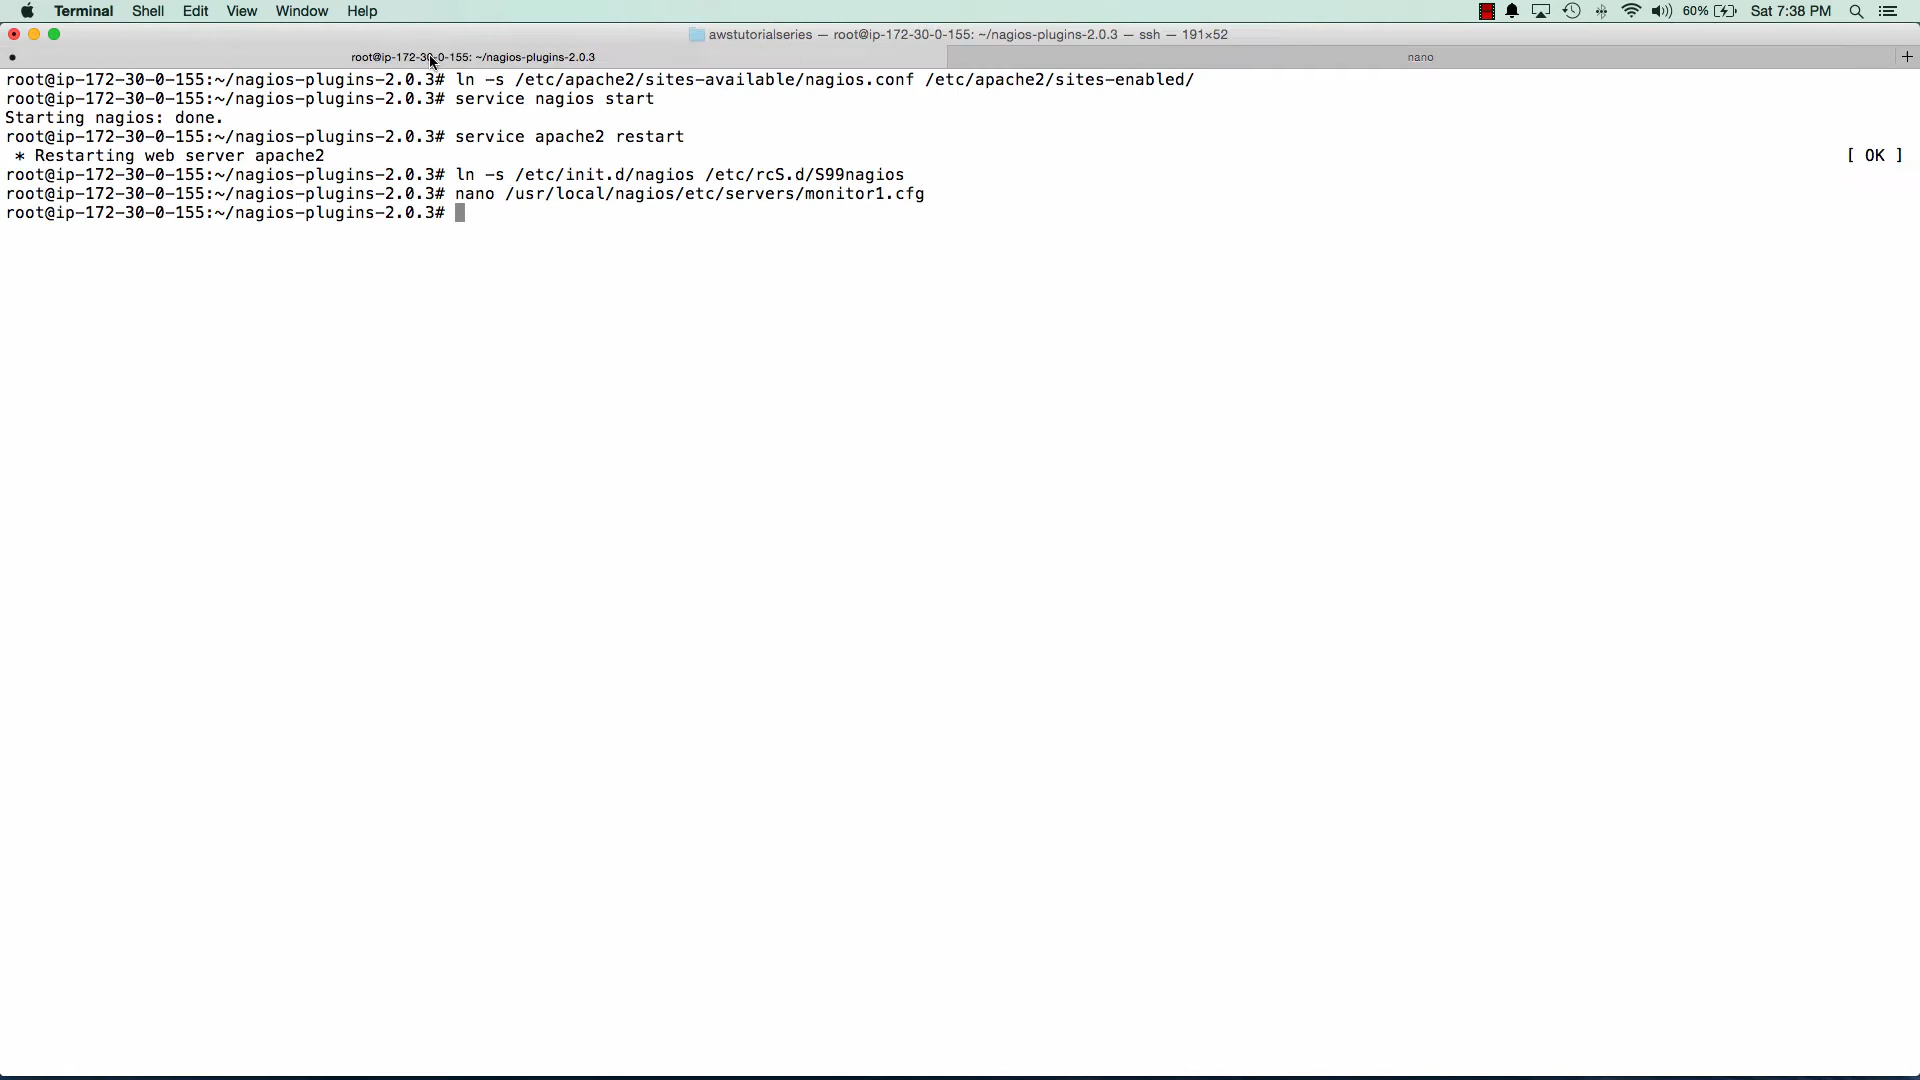 Terminal Shell Edit View Window Help 60% Sat 7:38 PM
awstutorialseries — root@ip-172-30-0-155: ~/nagios-plugins-2.0.3 — ssh — 191×52
root@ip-172-30-0-155: ~/nagios-plugins-2.0.3 nano +
root@ip-172-30-0-155:~/nagios-plugins-2.0.3# ln -s /etc/apache2/sites-available/nagios.conf /etc/apache2/sites-enabled/
root@ip-172-30-0-155:~/nagios-plugins-2.0.3# service nagios start
Starting nagios: done.
root@ip-172-30-0-155:~/nagios-plugins-2.0.3# service apache2 restart
* Restarting web server apache2 [ OK ]
root@ip-172-30-0-155:~/nagios-plugins-2.0.3# ln -s /etc/init.d/nagios /etc/rcS.d/S99nagios
root@ip-172-30-0-155:~/nagios-plugins-2.0.3# nano /usr/local/nagios/etc/servers/monitor1.cfg
root@ip-172-30-0-155:~/nagios-plugins-2.0.3#